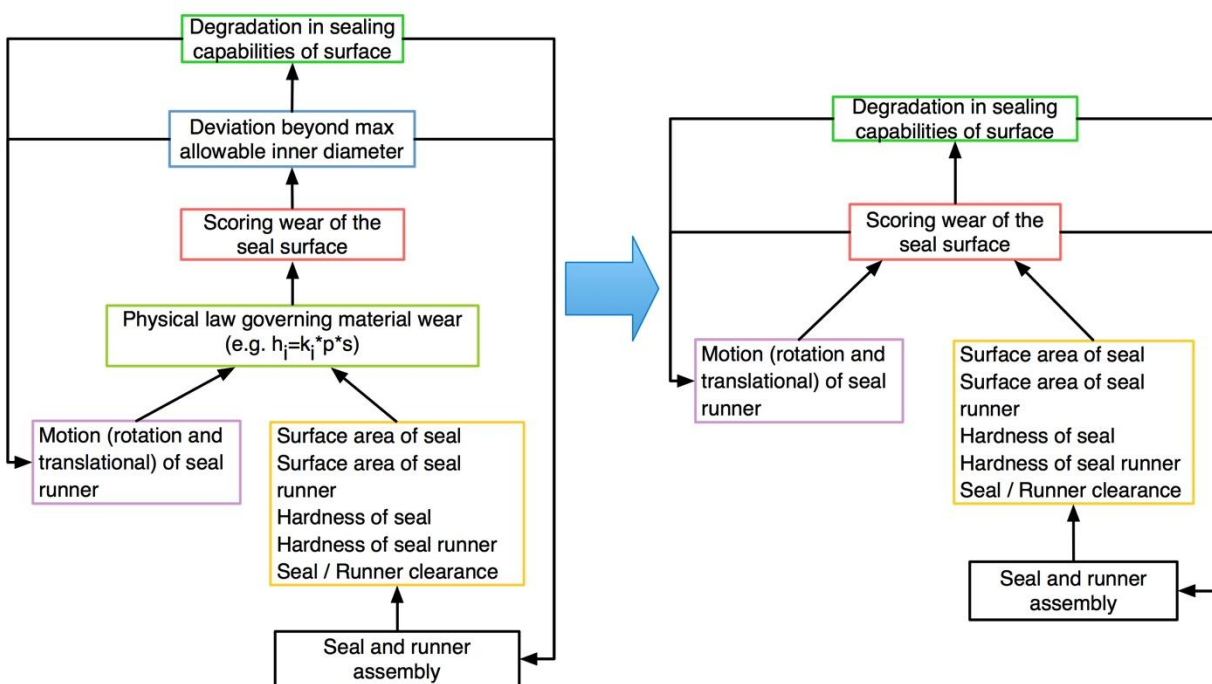 Degradation in sealing
capabilities of surface
Deviation beyond max
allowable inner diameter
Scoring wear of the
seal surface
Physical law governing material wear
(e.g. hi=ki*p*s)
Motion (rotation and
translational) of seal
runner
Surface area of seal
Surface area of seal
runner
Hardness of seal
Hardness of seal runner
Seal / Runner clearance
Seal and runner
assembly
Degradation in sealing
capabilities of surface
Scoring wear of the
seal surface
Motion (rotation and
translational) of seal
runner
Surface area of seal
Surface area of seal
runner
Hardness of seal
Hardness of seal runner
Seal / Runner clearance
Seal and runner
assembly